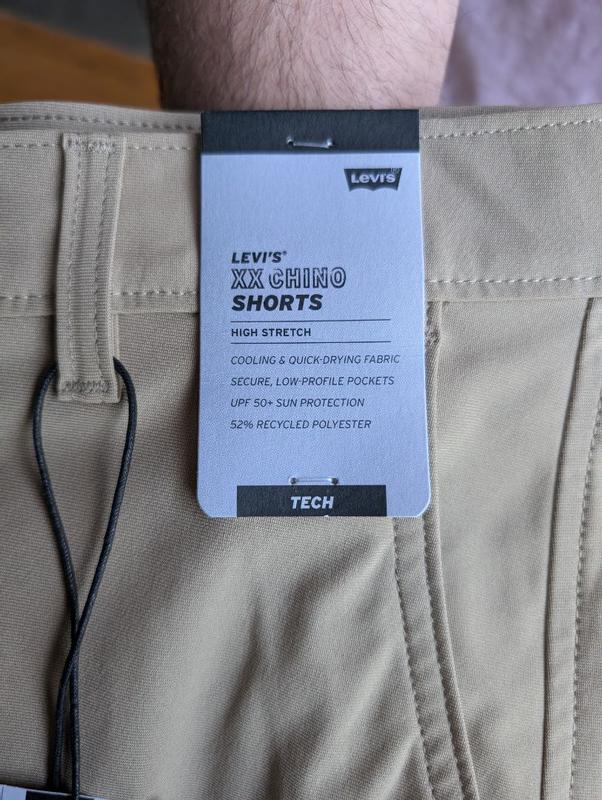 Levi's
LEVI'S®
XX CHINO
SHORTS
HIGH STRETCH
COOLING & QUICK-DRYING FABRIC
SECURE, LOW-PROFILE POCKETS
UPF 50+ SUN PROTECTION
52% RECYCLED POLYESTER
TECH